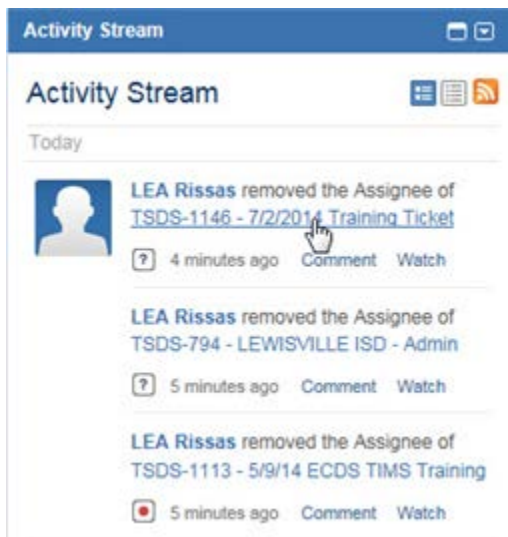 Activity Stream
Activity Stream
Today
LEA Rissas removed the Assignee of
TSDS-1146 - 7/2/2014 Training Ticket
? 4 minutes ago Comment Watch
LEA Rissas removed the Assignee of
TSDS-794 - LEWISVILLE ISD - Admin
? 5 minutes ago Comment Watch
LEA Rissas removed the Assignee of
TSDS-1113 - 5/9/14 ECDS TIMS Training
5 minutes ago Comment Watch